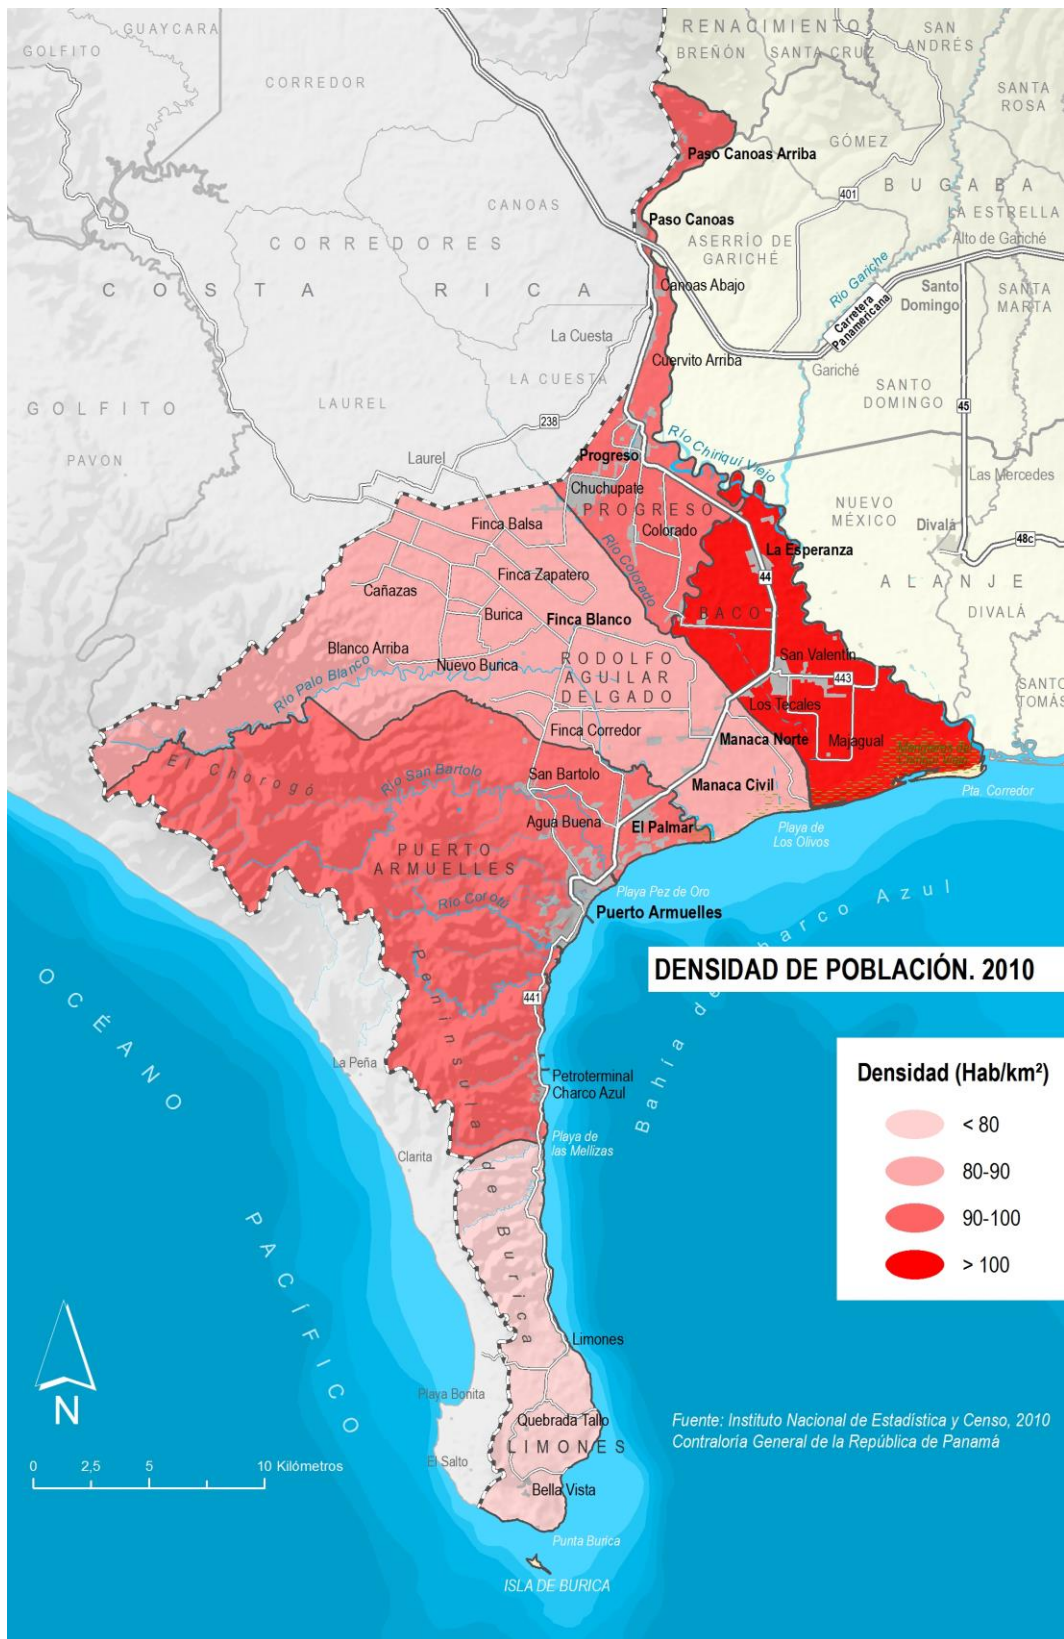 GUAYCARA
GOLFITO
CORREDOR
RENACIMIENTO
BREÑÓN
SANTA CRUZ
SAN
ANDRÉS
SANTA
ROSA
Paso Canoas Arriba
GÓMEZ
401
BUGABA
CANOAS
Paso Canoas
LA ESTRELLA
CORREDORES
ASERRÍO DE
GARICHÉ
Alto de Gariché
COSTA RICA
Canoas Abajo
Río Gariche
Santo
Domingo
SANTA
MARTA
Carretera
Panamericana
La Cuesta
Cuervito Arriba
Gariché
LA CUESTA
SANTO
DOMINGO
GOLFITO
LAUREL
238
45
PAVON
Laurel
Progreso
Río Chiriquí Viejo
Las Mercedes
Chuchupate
PROGRESO
NUEVO
MÉXICO
Finca Balsa
Colorado
Divalá
48c
La Esperanza
Río Colorado
Finca Zapatero
44
ALANJE
Cañazas
Burica
Finca Blanco
BACO
DIVALÁ
Blanco Arriba
Nuevo Burica
RODOLFO
AGUILAR
DELGADO
San Valentín
443
Río Palo Blanco
Los Tecales
SANTO
TOMÁS
Finca Corredor
Manaca Norte
Majagual
El Chorogó
Río San Bartolo
San Bartolo
Manaca Civil
Pta. Corredor
Agua Buena
El Palmar
Playa de
Los Olivos
PUERTO
ARMUELLES
Playa Pez de Oro
Río Corotú
Puerto Armuelles
Bahía de Charco Azul
DENSIDAD DE POBLACIÓN. 2010
441
Península de Burica
OCÉANO PACÍFICO
La Peña
Petroterminal
Charco Azul
Densidad (Hab/km²)
< 80
80-90
90-100
> 100
Playa de
las Mellizas
Clarita
Limones
Playa Bonita
Quebrada Tallo
LIMONES
El Salto
Bella Vista
N
0 2,5 5 10 Kilómetros
Fuente: Instituto Nacional de Estadística y Censo, 2010
Contraloría General de la República de Panamá
Punta Burica
ISLA DE BURICA